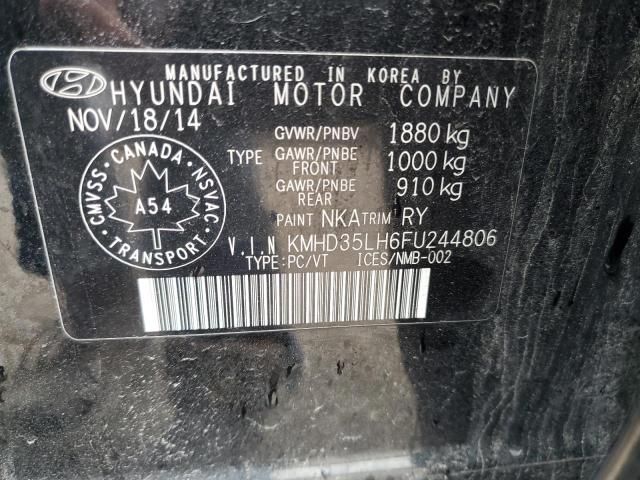 MANUFACTURED IN KOREA BY
HYUNDAI MOTOR COMPANY
NOV/18/14
GVWR/PNBV 1880 kg
TYPE GAWR/PNBE FRONT 1000 kg
GAWR/PNBE REAR 910 kg
CMVSS · CANADA · NSVAC ·
A54
TRANSPORT
PAINT NKA TRIM RY
V.I.N KMHD35LH6FU244806
TYPE:PC/VT ICES/NMB-002